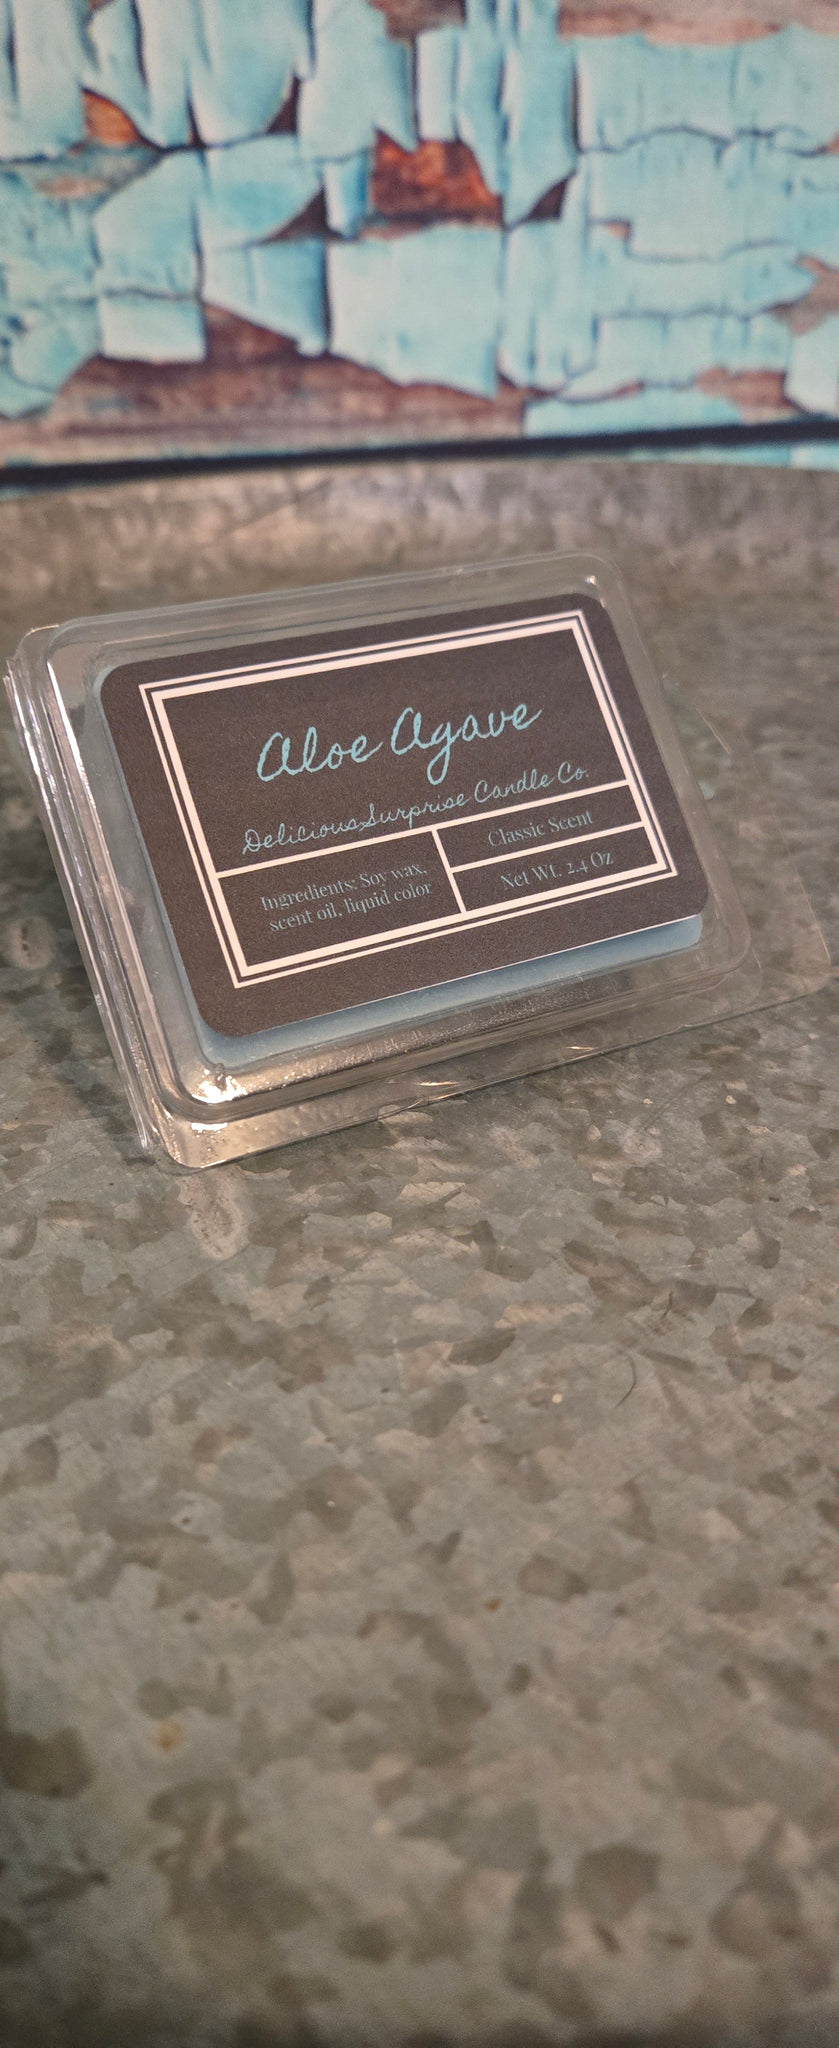 Aloe Agave
Delicious Surprise Candle Co.
Ingredients: Soy wax,
scent oil, liquid color
Classic Scent
Net Wt. 2.4 Oz